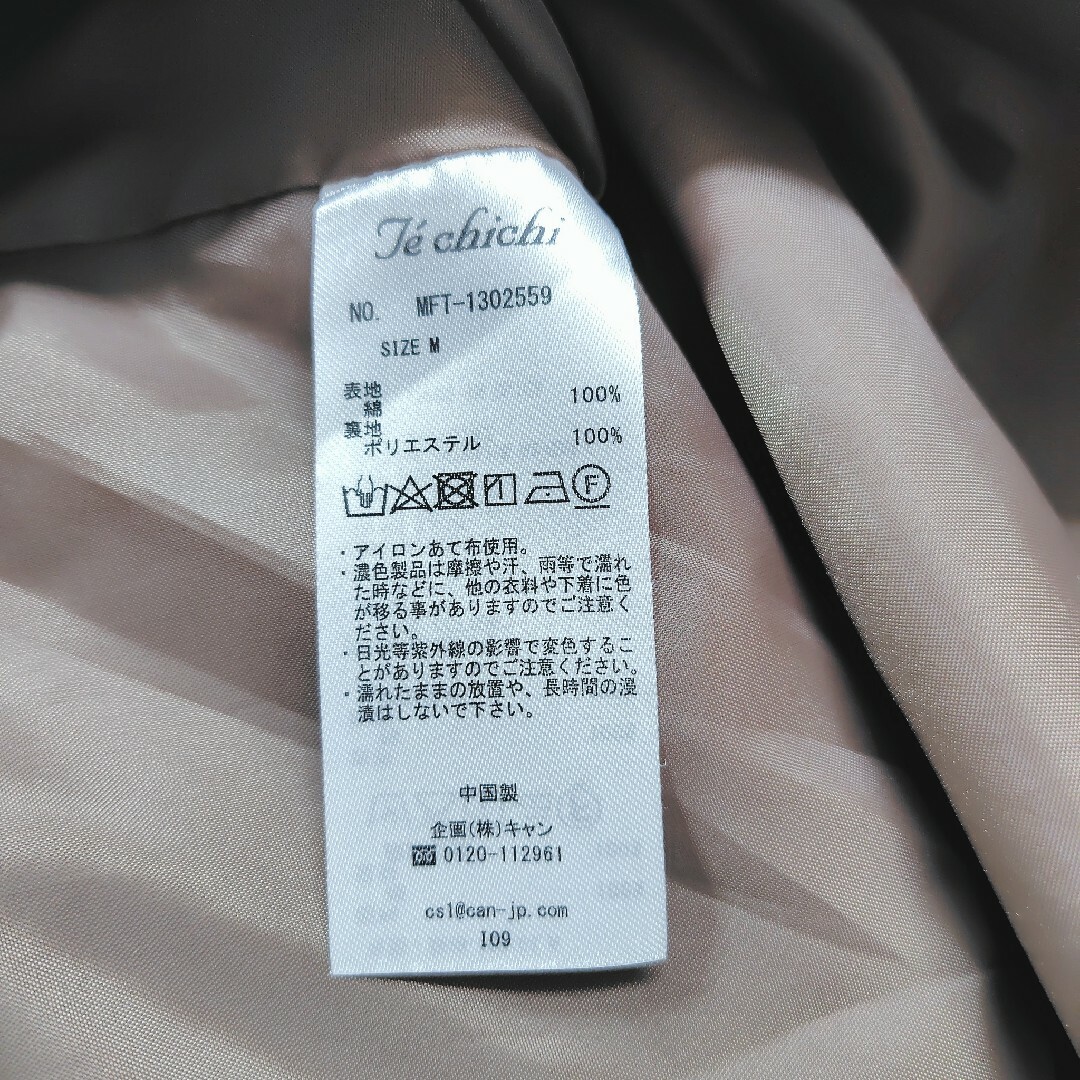 Té chichi
NO. MFT-1302559
SIZE M
表地
綿 100%
裏地
ポリエステル 100%
F
・アイロンあて布使用。
・濃色製品は摩擦や汗、雨等で濡れ
た時などに、他の衣料や下着に色
が移る事がありますのでご注意く
ださい。
・日光等紫外線の影響で変色するこ
とがありますのでご注意ください。
・濡れたままの放置や、長時間の浸
漬はしないで下さい。
中国製
企画(株)キャン
0120-112961
cs1@can-jp.com
I09